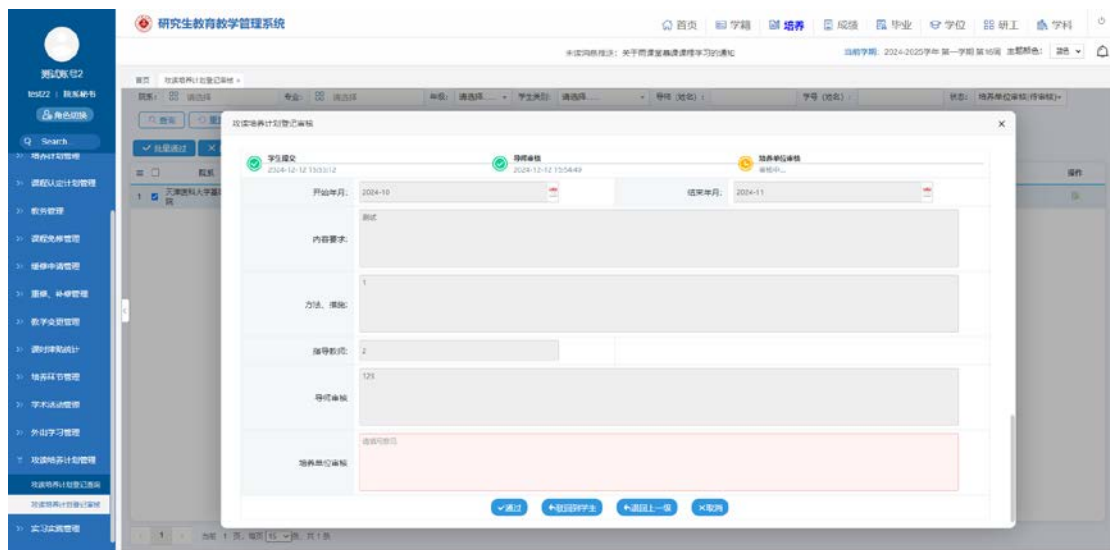 研究生教育教学管理系统
首页 学籍 培养 成绩 毕业 学位 研工 学科
未读消息推送: 关于雨课堂慕课课程学习的通知 当前学期: 2024-2025学年 第一学期 第16周 主题颜色: 蓝色
测试账号2
test22 | 院系秘书
角色切换
Search
首页 攻读培养计划登记审核 ×
院系: 请选择 专业: 请选择 年级: 请选择...... 学生类别: 请选择...... 导师 (姓名) : 学号 (姓名) : 状态: 培养单位审核(待审核)
查询
批量通过
院系 操作
1 天津医科大学基
院
培养计划管理
课程认定计划管理
教务管理
课程免修管理
缓修申请管理
重修、补修管理
教学交班管理
课时津贴统计
培养环节管理
学术活动管理
外出学习管理
攻读培养计划管理
攻读培养计划登记查询
攻读培养计划登记审核
实习实践管理
攻读培养计划登记审核 ×
学生提交 导师审核 培养单位审核
2024-12-12 15:54:49 审核中...
开始年月: 2024-10 结束年月: 2024-11
内容要求: 测试
方法、措施: 1
指导教师: 2
导师审核 123
培养单位审核 请填写意见
通过 驳回到学生 退回上一级 取消
1 当前 1 页, 每页 15 条, 共 1 条